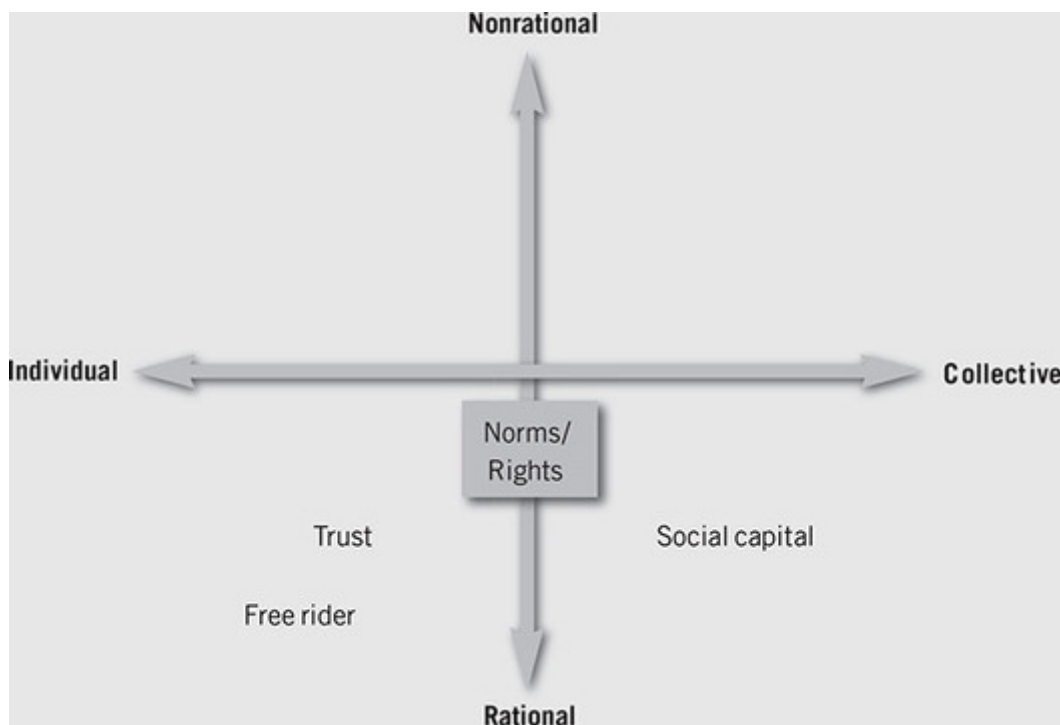 Nonrational
Individual
Collective
Norms/
Rights
Trust
Social capital
Free rider
Rational